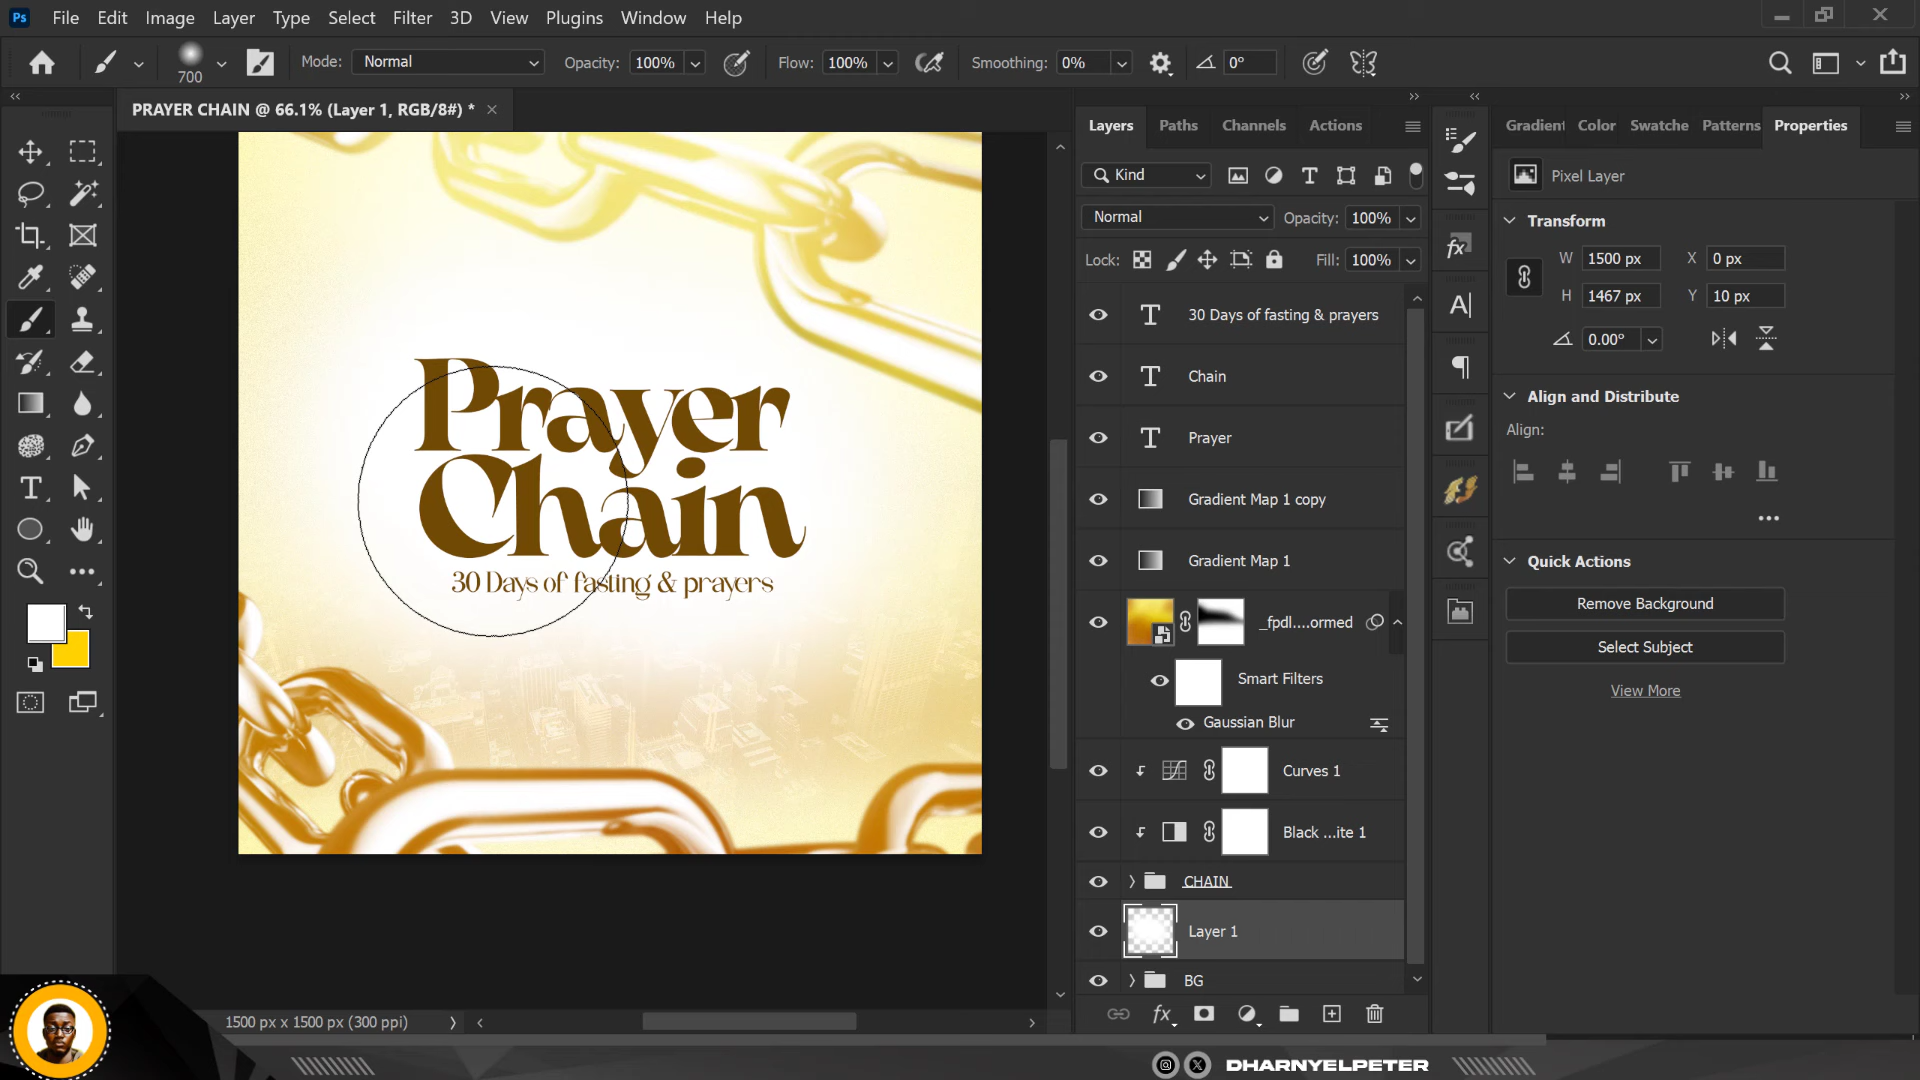 Ps File Edit Image Layer Type Select Filter 3D View Plugins Window Help
700 Mode: Normal Opacity: 100% Flow: 100% Smoothing: 0% 0°
PRAYER CHAIN @ 66.1% (Layer 1, RGB/8#) *
Prayer
Chain
30 Days of fasting & prayers
1500 px x 1500 px (300 ppi)
Layers Paths Channels Actions
Kind
Normal Opacity: 100%
Lock: Fill: 100%
30 Days of fasting & prayers
Chain
Prayer
Gradient Map 1 copy
Gradient Map 1
_fpdl....ormed
Smart Filters
Gaussian Blur
Curves 1
Black ...ite 1
CHAIN
Layer 1
BG
fx
Gradient Color Swatche Patterns Properties
Pixel Layer
Transform
W 1500 px X 0 px
H 1467 px Y 10 px
0.00°
Align and Distribute
Align:
Quick Actions
Remove Background
Select Subject
View More
DHARNYELPETER